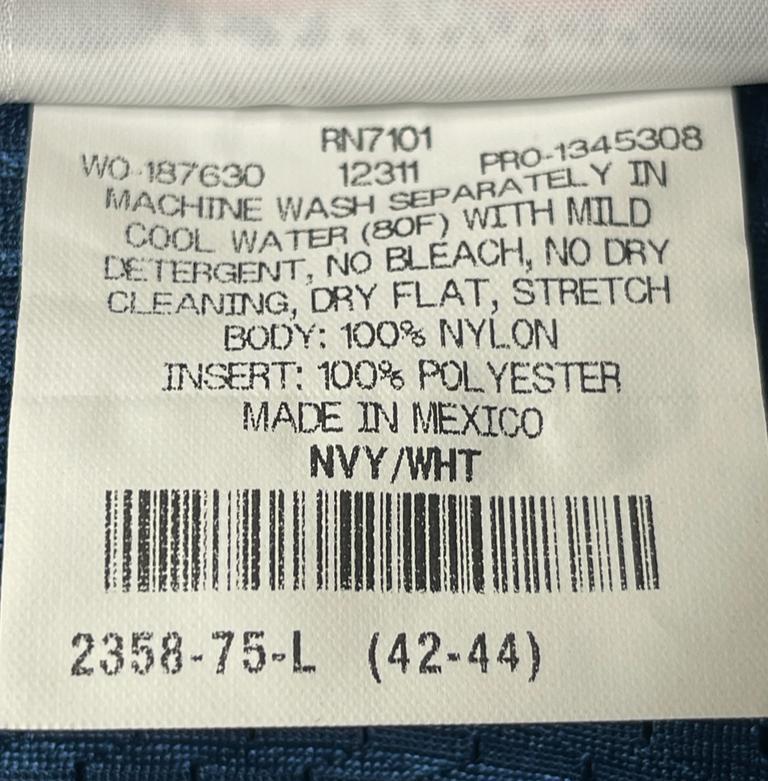 RN7101
WO-187630 12311 PRO-1345308
MACHINE WASH SEPARATELY IN
COOL WATER (80F) WITH MILD
DETERGENT, NO BLEACH, NO DRY
CLEANING, DRY FLAT, STRETCH
BODY: 100% NYLON
INSERT: 100% POLYESTER
MADE IN MEXICO
NVY/WHT
2358-75-L (42-44)